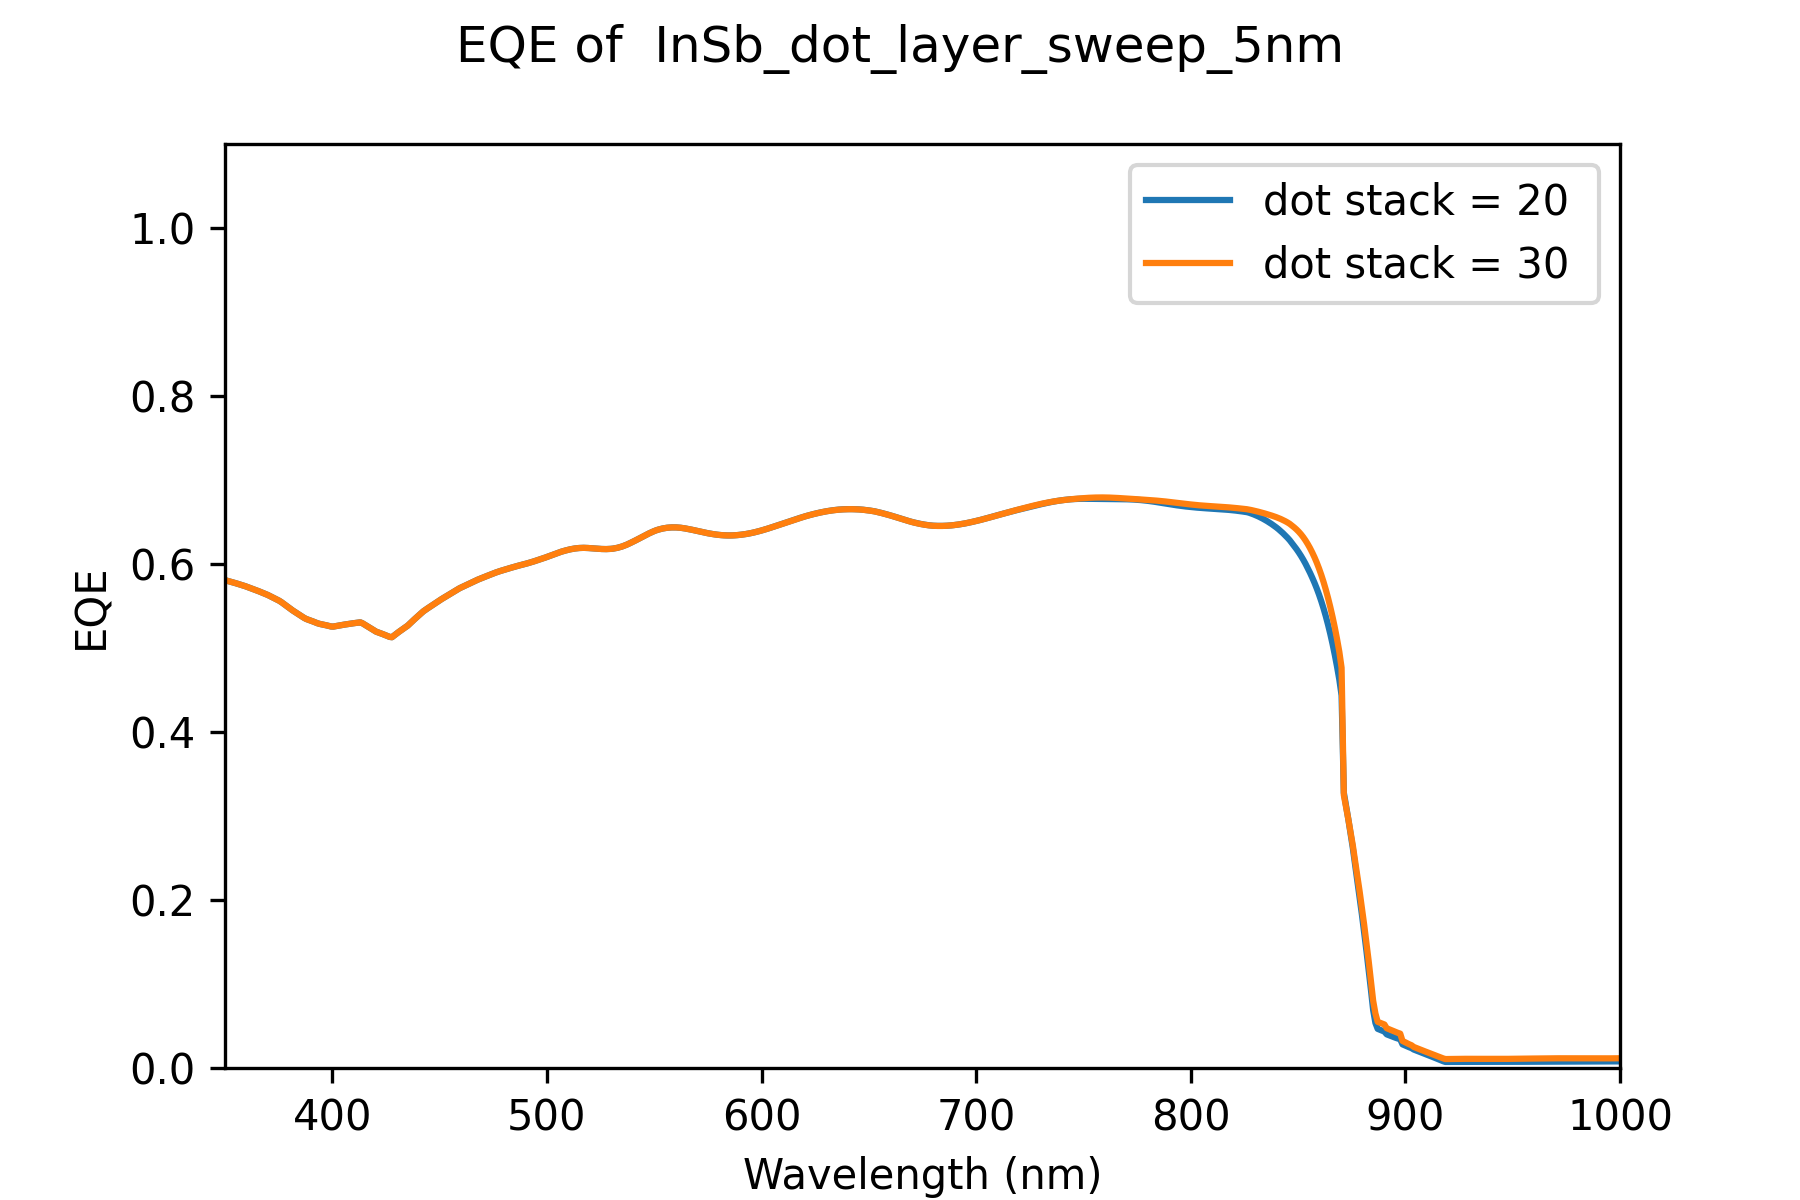 EQE of  InSb_dot_layer_sweep_5nm
dot stack = 20
dot stack = 30
1.0
0.8
0.6
0.4
0.2
0.0
EQE
400 500 600 700 800 900 1000
Wavelength (nm)